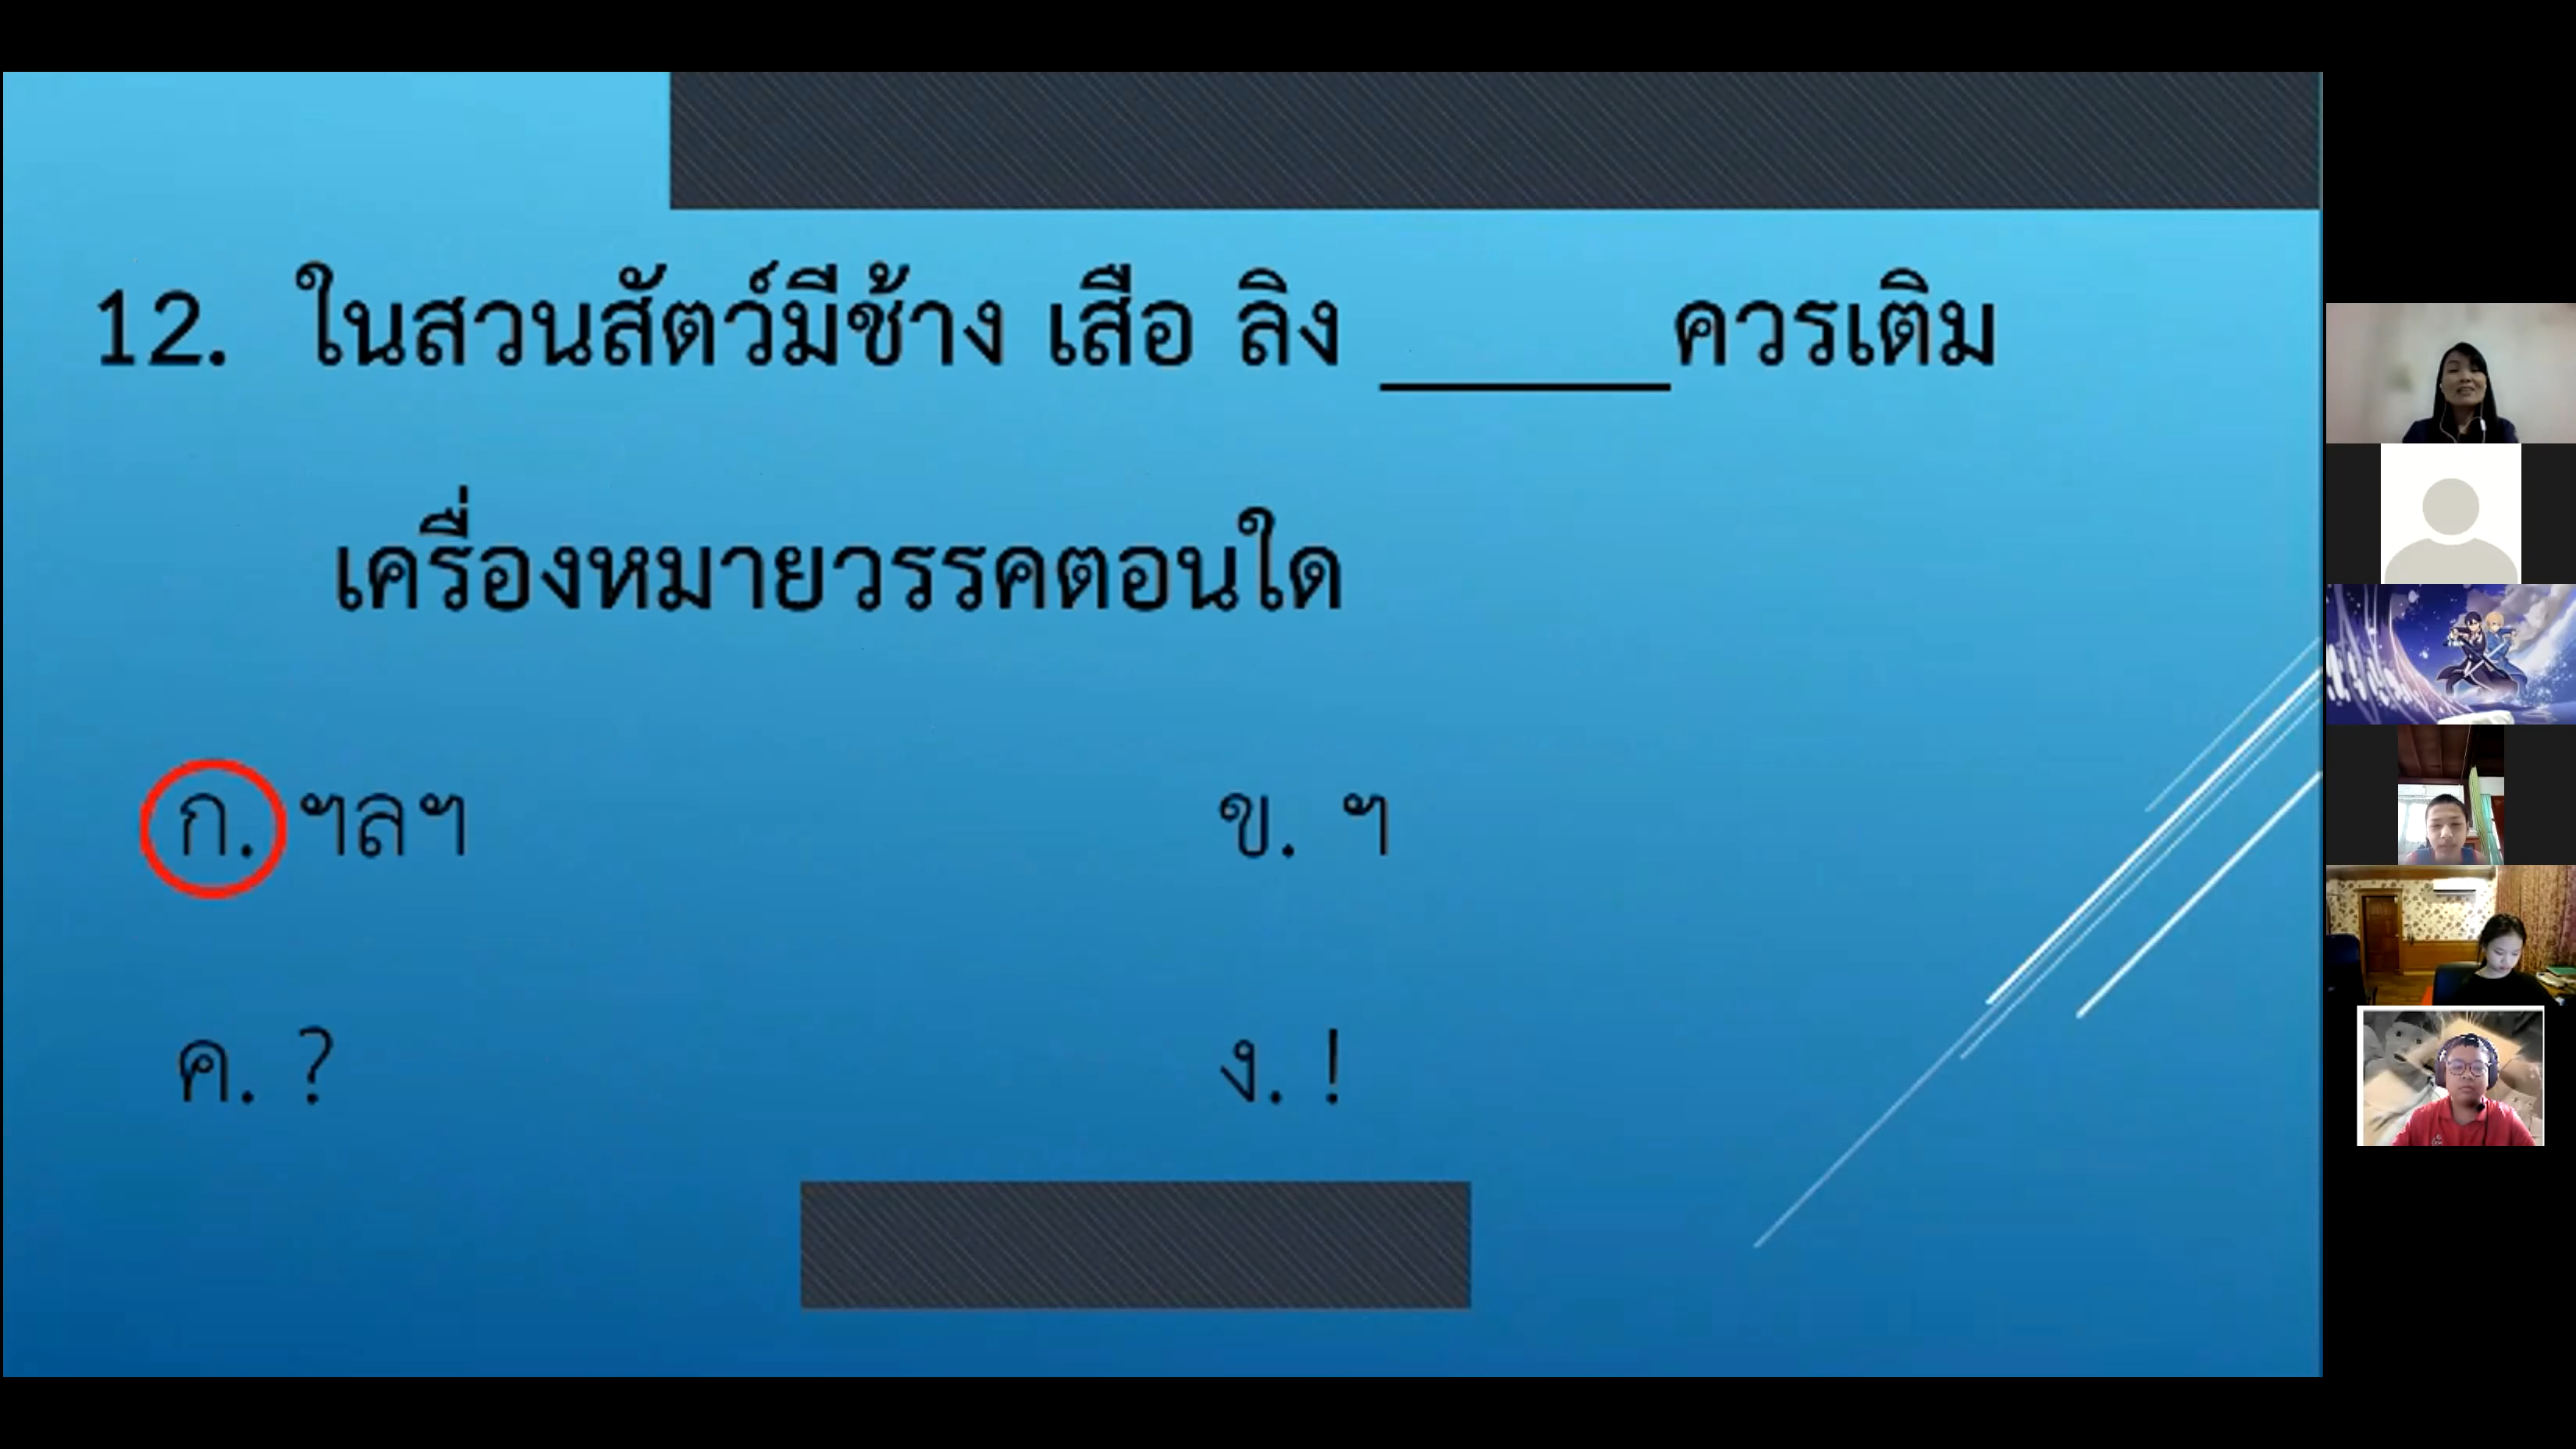 12. ในสวนสัตว์มีช้าง เสือ ลิง ______ควรเติม
เครื่องหมายวรรคตอนใด
ก. ฯลฯ ข. ฯ
ค. ? ง. !